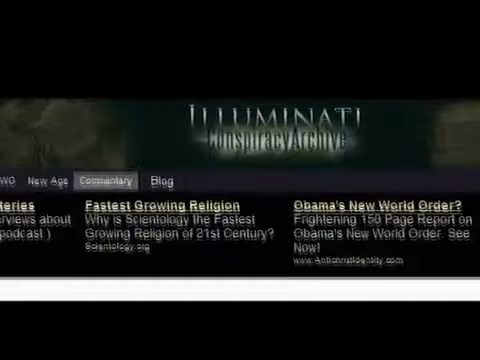 ILLUMINATI
ConspiracyArchive
WO New Age Commentary Blog
teries
erviews about
podcast )
Fastest Growing Religion
Why is Scientology the Fastest
Growing Religion of 21st Century?
Scientology.org
Obama's New World Order?
Frightening 150 Page Report on
Obama's New World Order. See
Now!
www.AntichristIdentity.com